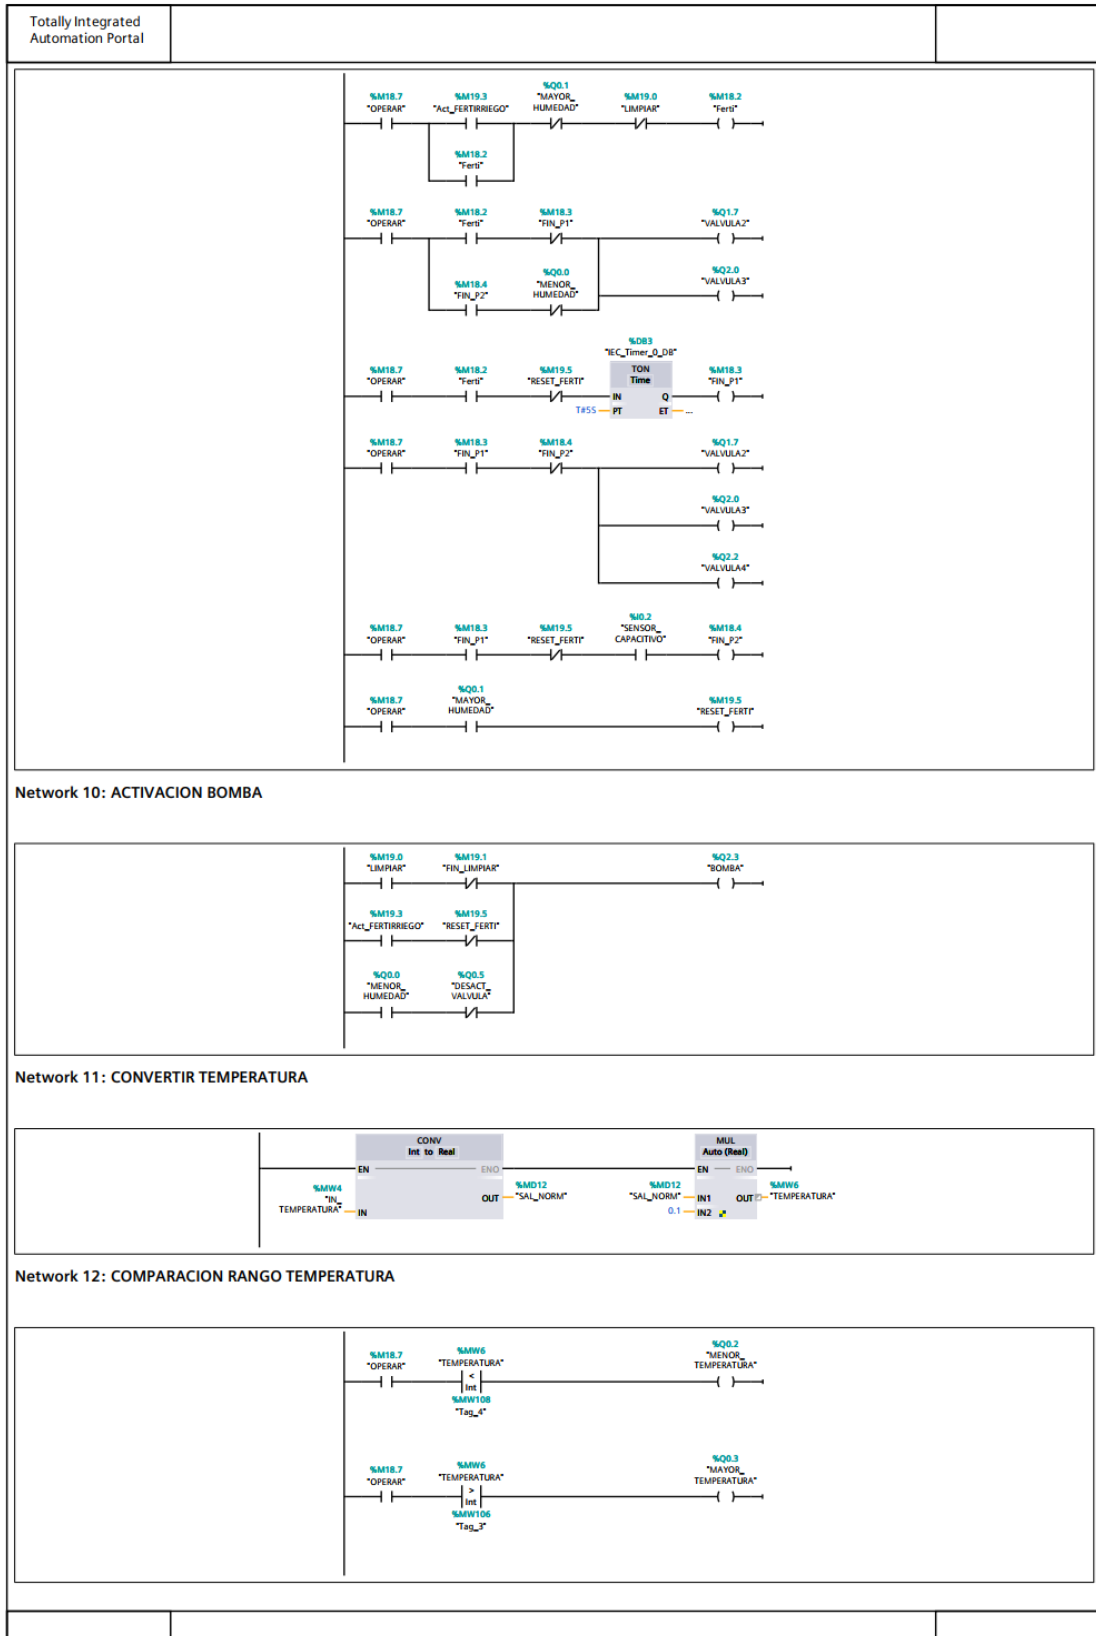 Totally Integrated
Automation Portal
%M18.7
"OPERAR"
%M19.3
"Act_FERTIRRIEGO"
%Q0.1
"MAYOR_
HUMEDAD"
%M19.0
"LIMPIAR"
%M18.2
"Ferti"
%M18.2
"Ferti"
%M18.7
"OPERAR"
%M18.2
"Ferti"
%M18.3
"FIN_P1"
%Q1.7
"VALVULA2"
%M18.4
"FIN_P2"
%Q0.0
"MENOR_
HUMEDAD"
%Q2.0
"VALVULA3"
%DB3
"IEC_Timer_0_DB"
%M18.7
"OPERAR"
%M18.2
"Ferti"
%M19.5
"RESET_FERTI"
TON
Time
IN Q
T#5S PT ET ...
%M18.3
"FIN_P1"
%M18.7
"OPERAR"
%M18.3
"FIN_P1"
%M18.4
"FIN_P2"
%Q1.7
"VALVULA2"
%Q2.0
"VALVULA3"
%Q2.2
"VALVULA4"
%M18.7
"OPERAR"
%M18.3
"FIN_P1"
%M19.5
"RESET_FERTI"
%I0.2
"SENSOR_
CAPACITIVO"
%M18.4
"FIN_P2"
%M18.7
"OPERAR"
%Q0.1
"MAYOR_
HUMEDAD"
%M19.5
"RESET_FERTI"
Network 10: ACTIVACION BOMBA
%M19.0
"LIMPIAR"
%M19.1
"FIN_LIMPIAR"
%Q2.3
"BOMBA"
%M19.3
"Act_FERTIRRIEGO"
%M19.5
"RESET_FERTI"
%Q0.0
"MENOR_
HUMEDAD"
%Q0.5
"DESACT_
VALVULA"
Network 11: CONVERTIR TEMPERATURA
CONV
Int to Real
EN ENO
%MW4
"IN_
TEMPERATURA"
IN
OUT
%MD12
"SAL_NORM"
MUL
Auto (Real)
EN ENO
%MD12
"SAL_NORM"
IN1
0.1 IN2
OUT
%MW6
"TEMPERATURA"
Network 12: COMPARACION RANGO TEMPERATURA
%M18.7
"OPERAR"
%MW6
"TEMPERATURA"
<
Int
%MW108
"Tag_4"
%Q0.2
"MENOR_
TEMPERATURA"
%M18.7
"OPERAR"
%MW6
"TEMPERATURA"
>
Int
%MW106
"Tag_3"
%Q0.3
"MAYOR_
TEMPERATURA"